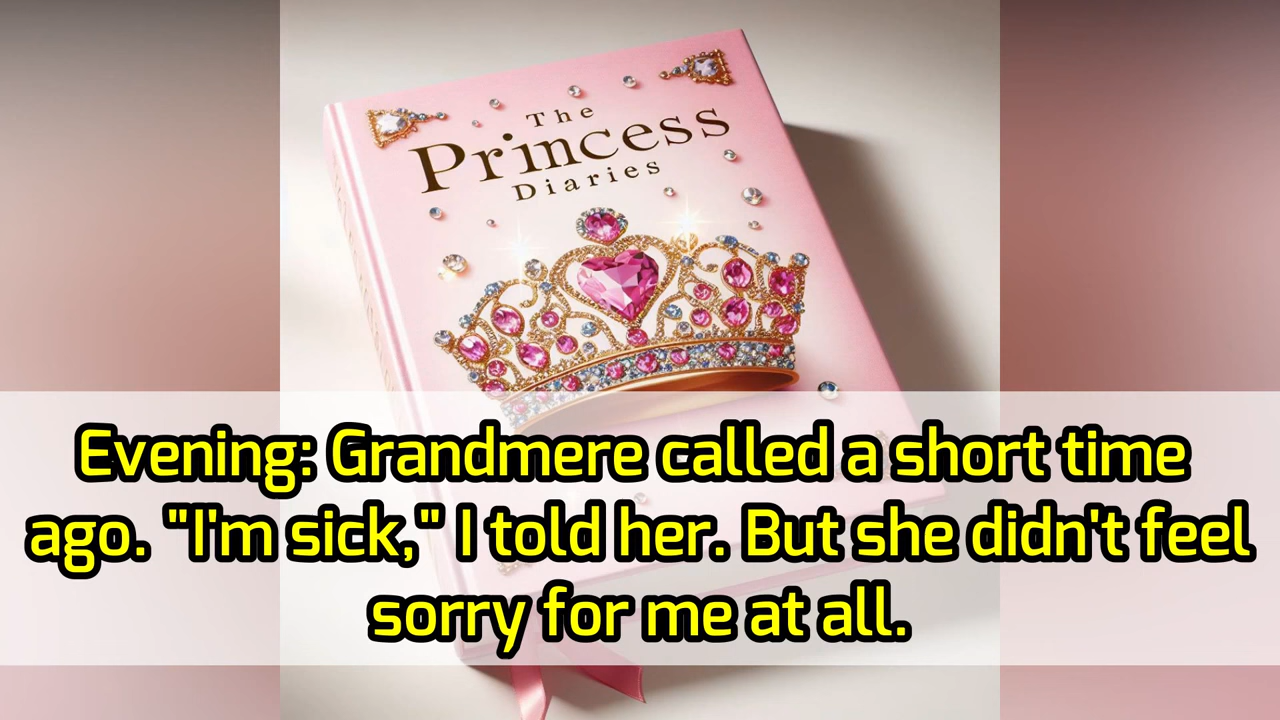 The
Princess
Diaries
Evening: Grandmere called a short time
ago. "I'm sick," I told her. But she didn't feel
sorry for me at all.